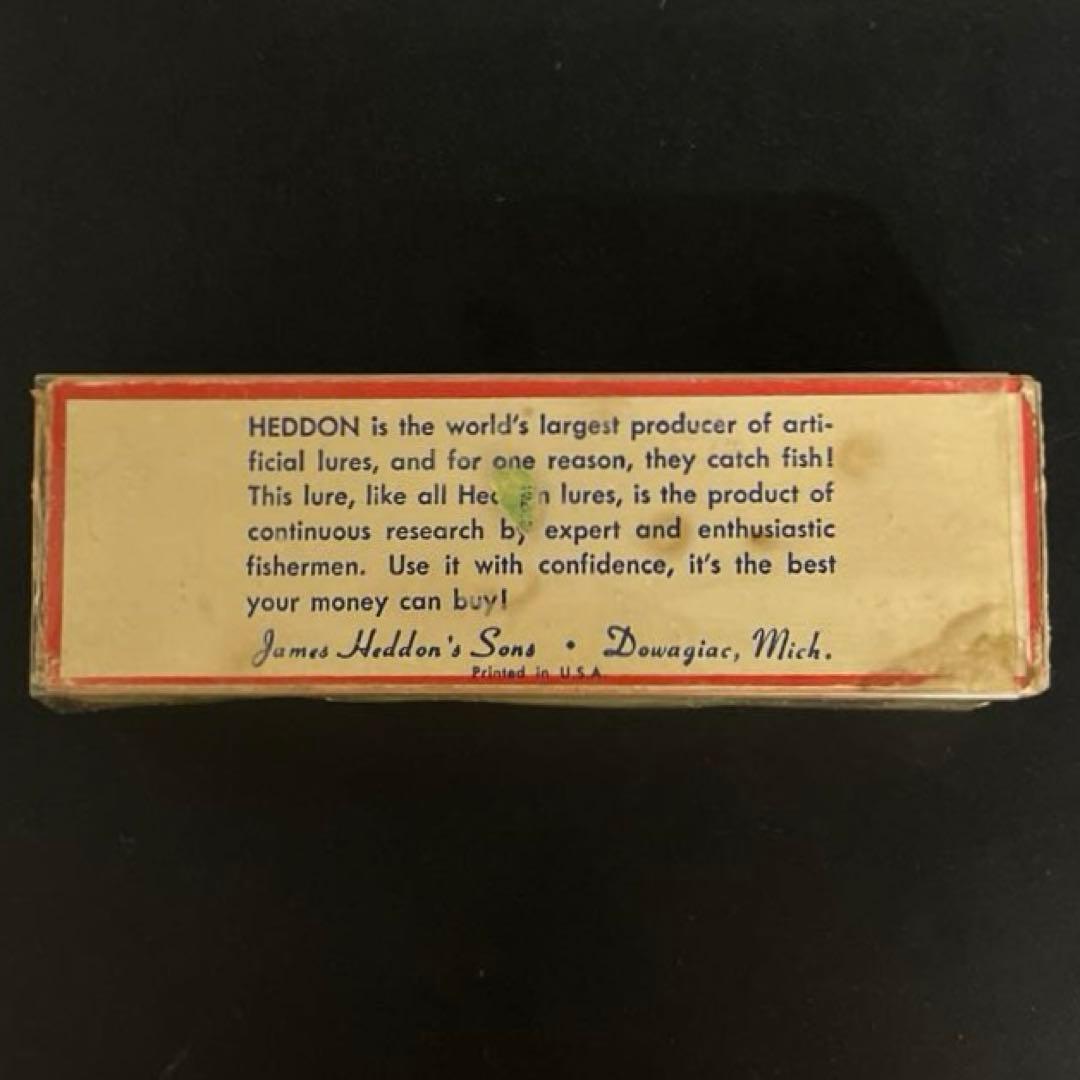 HEDDON is the world's largest producer of arti-
ficial lures, and for one reason, they catch fish!
This lure, like all lures, is the product of
continuous research by expert and enthusiastic
fishermen. Use it with confidence, it's the best
your money can buy!
James Heddon's Sons • Dowagiac, Mich.
Printed in U.S.A.